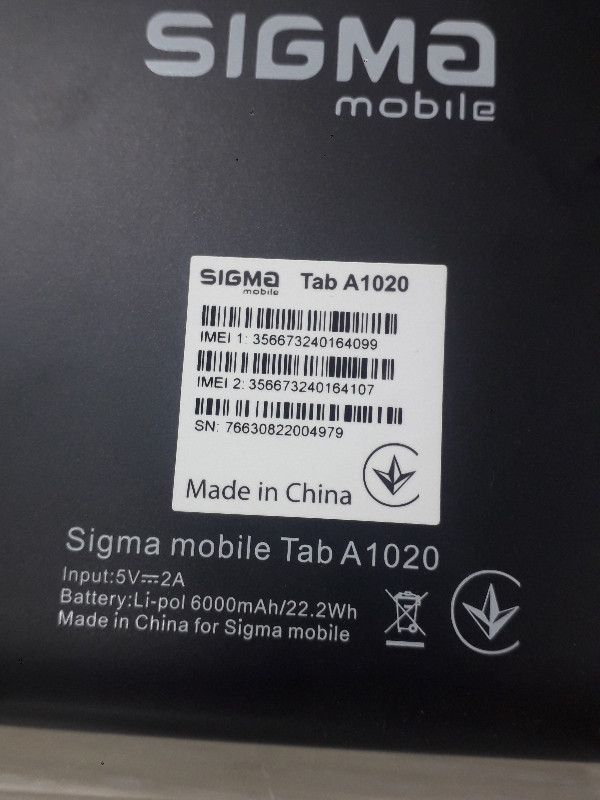 SIGMA
mobile
SIGMA
mobile
Tab A1020
IMEI 1: 356673240164099
IMEI 2: 356673240164107
SN: 76630822004979
Made in China
Sigma mobile Tab A1020
Input:5V⎓2A
Battery:Li-pol 6000mAh/22.2Wh
Made in China for Sigma mobile